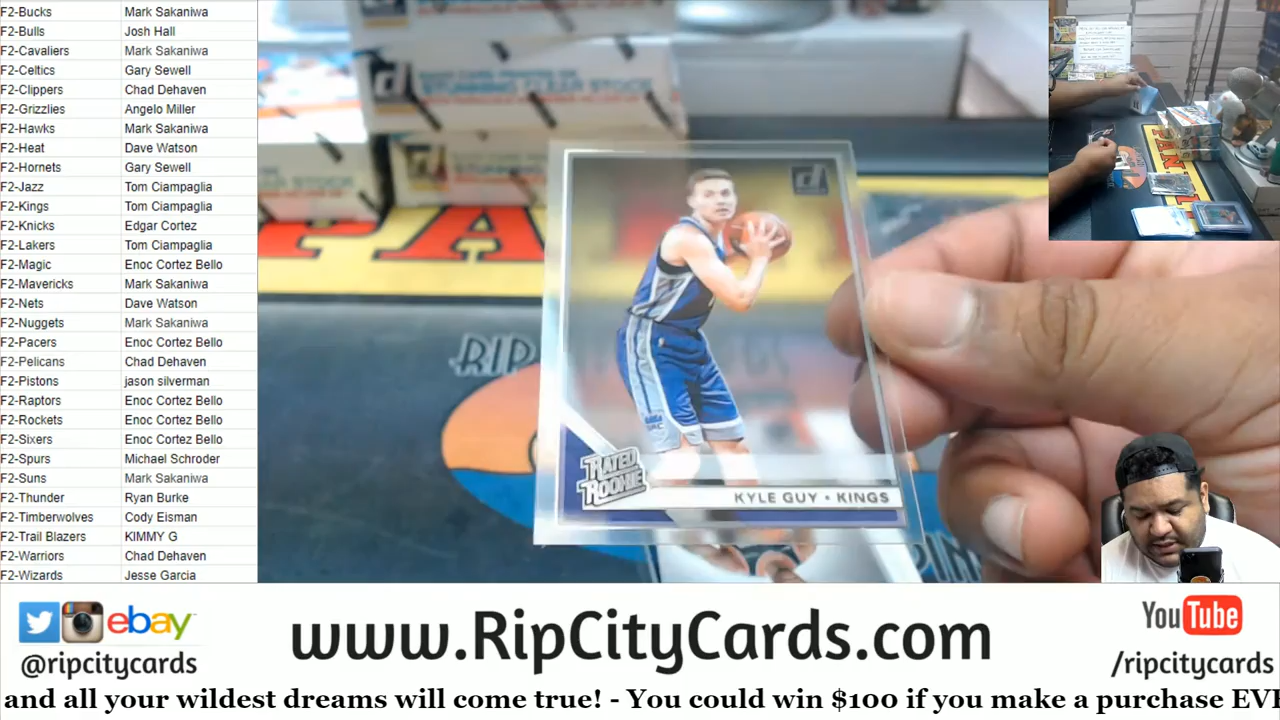 F2-Bucks Mark Sakaniwa
F2-Bulls Josh Hall
F2-Cavaliers Mark Sakaniwa
F2-Celtics Gary Sewell
F2-Clippers Chad Dehaven
F2-Grizzlies Angelo Miller
F2-Hawks Mark Sakaniwa
F2-Heat Dave Watson
F2-Hornets Gary Sewell
F2-Jazz Tom Ciampaglia
F2-Kings Tom Ciampaglia
F2-Knicks Edgar Cortez
F2-Lakers Tom Ciampaglia
F2-Magic Enoc Cortez Bello
F2-Mavericks Mark Sakaniwa
F2-Nets Dave Watson
F2-Nuggets Mark Sakaniwa
F2-Pacers Enoc Cortez Bello
F2-Pelicans Chad Dehaven
F2-Pistons jason silverman
F2-Raptors Enoc Cortez Bello
F2-Rockets Enoc Cortez Bello
F2-Sixers Enoc Cortez Bello
F2-Spurs Michael Schroder
F2-Suns Mark Sakaniwa
F2-Thunder Ryan Burke
F2-Timberwolves Cody Eisman
F2-Trail Blazers KIMMY G
F2-Warriors Chad Dehaven
F2-Wizards Jesse Garcia
RIP
RATED
ROOKIE
KYLE GUY • KINGS
ebay
@ripcitycards
www.RipCityCards.com
YouTube
/ripcitycards
and all your wildest dreams will come true! - You could win $100 if you make a purchase EVE